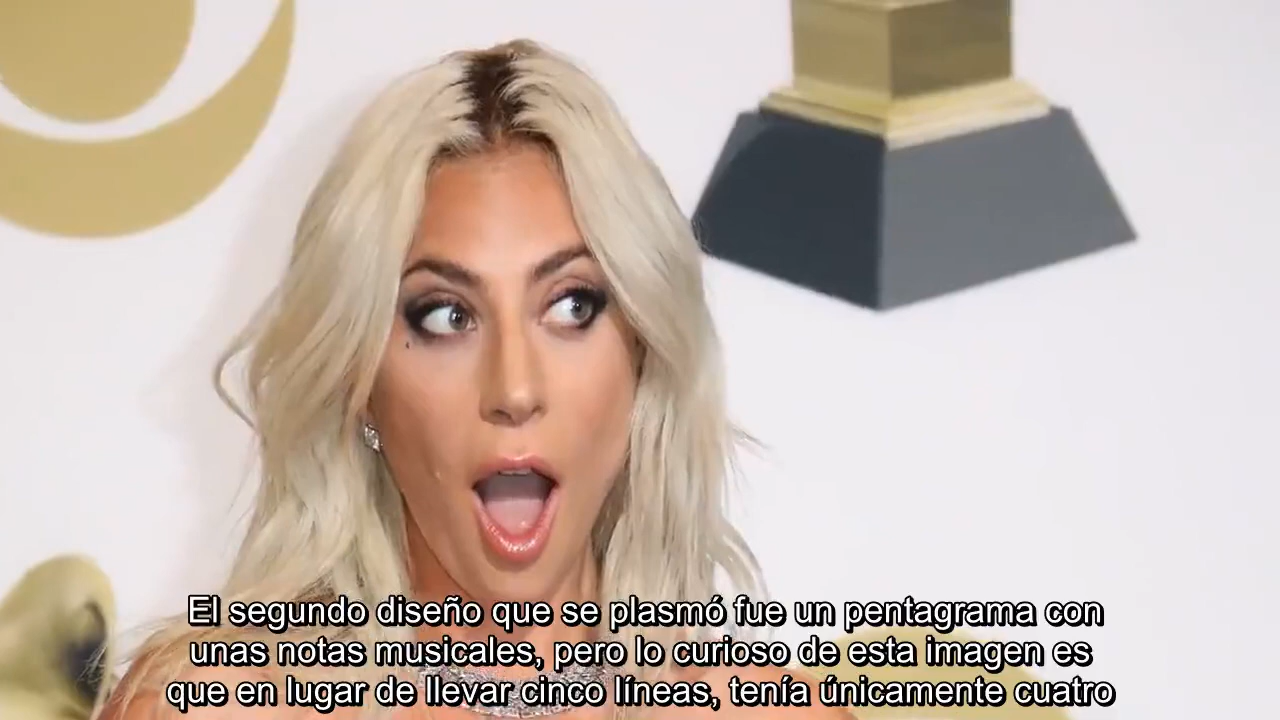 El segundo diseño que se plasmó fue un pentagrama con
unas notas musicales, pero lo curioso de esta imagen es
que en lugar de llevar cinco líneas, tenía únicamente cuatro